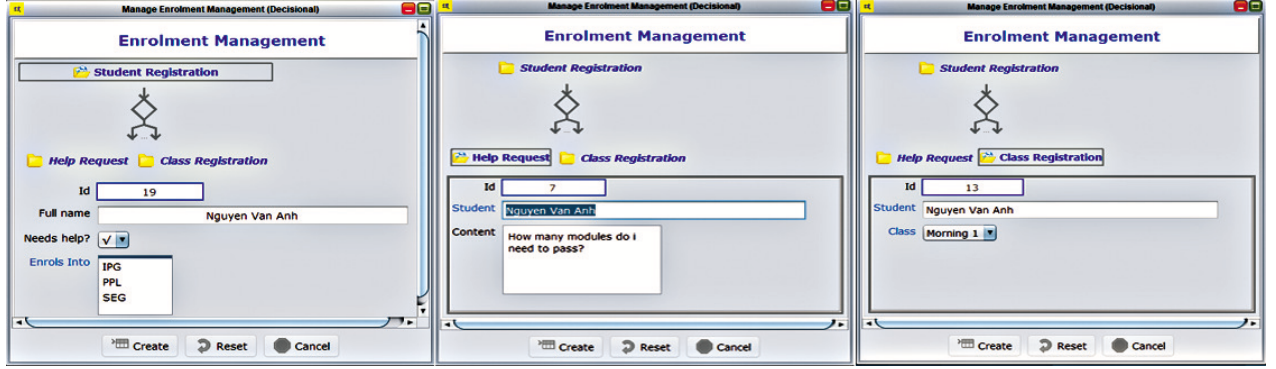 Manage Enrolment Management (Decisional)
Enrolment Management
Student Registration
...
Help Request Class Registration
Id 19
Full name Nguyen Van Anh
Needs help? √
Enrols Into IPG
PPL
SEG
Create Reset Cancel
Manage Enrolment Management (Decisional)
Enrolment Management
Student Registration
...
Help Request Class Registration
Id 7
Student Nguyen Van Anh
Content How many modules do i
need to pass?
Create Reset Cancel
Manage Enrolment Management (Decisional)
Enrolment Management
Student Registration
...
Help Request Class Registration
Id 13
Student Nguyen Van Anh
Class Morning 1
Create Reset Cancel